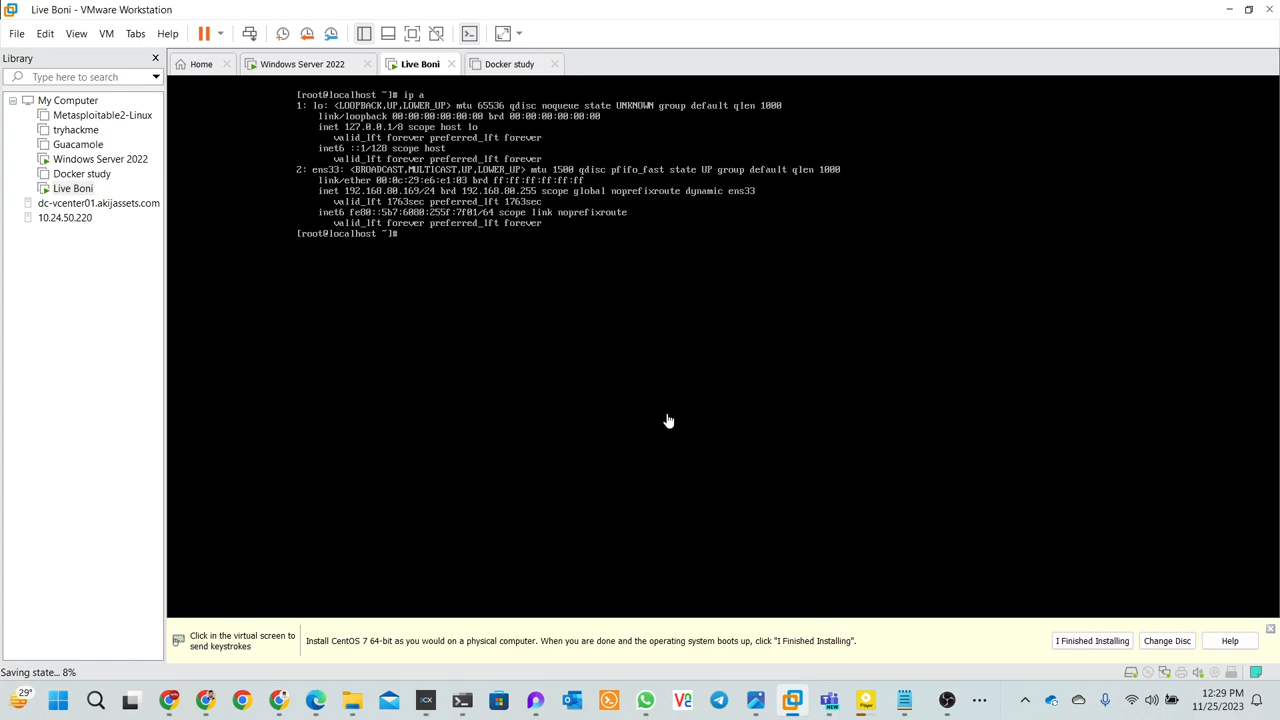 Live Boni - VMware Workstation
File Edit View VM Tabs Help
Library
Type here to search
My Computer
Metasploitable2-Linux
tryhackme
Guacamole
Windows Server 2022
Docker study
Live Boni
dc-vcenter01.akijassets.com
10.24.50.220
Home Windows Server 2022 Live Boni Docker study
[root@localhost ~]# ip a
1: lo: <LOOPBACK,UP,LOWER_UP> mtu 65536 qdisc noqueue state UNKNOWN group default qlen 1000
link/loopback 00:00:00:00:00:00 brd 00:00:00:00:00:00
inet 127.0.0.1/8 scope host lo
valid_lft forever preferred_lft forever
inet6 ::1/128 scope host
valid_lft forever preferred_lft forever
2: ens33: <BROADCAST,MULTICAST,UP,LOWER_UP> mtu 1500 qdisc pfifo_fast state UP group default qlen 1000
link/ether 00:0c:29:e6:e1:03 brd ff:ff:ff:ff:ff:ff
inet 192.168.80.169/24 brd 192.168.80.255 scope global noprefixroute dynamic ens33
valid_lft 1763sec preferred_lft 1763sec
inet6 fe80::5b7:6080:255f:7f01/64 scope link noprefixroute
valid_lft forever preferred_lft forever
[root@localhost ~]#
Click in the virtual screen to
send keystrokes
Install CentOS 7 64-bit as you would on a physical computer. When you are done and the operating system boots up, click "I Finished Installing".
I Finished Installing Change Disc Help
Saving state... 8%
29°
12:29 PM
11/25/2023